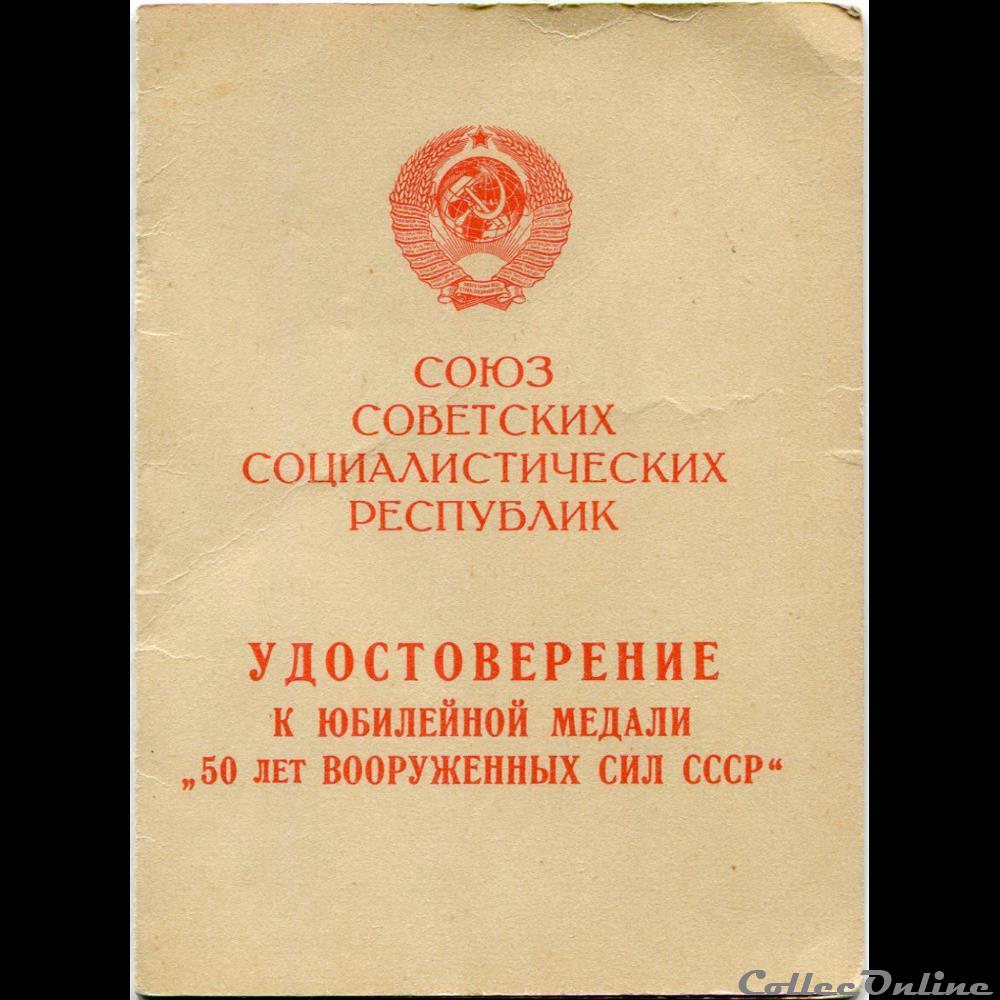 СОЮЗ
СОВЕТСКИХ
СОЦИАЛИСТИЧЕСКИХ
РЕСПУБЛИК
УДОСТОВЕРЕНИЕ
К ЮБИЛЕЙНОЙ МЕДАЛИ
„50 ЛЕТ ВООРУЖЕННЫХ СИЛ СССР“
CollecOnline